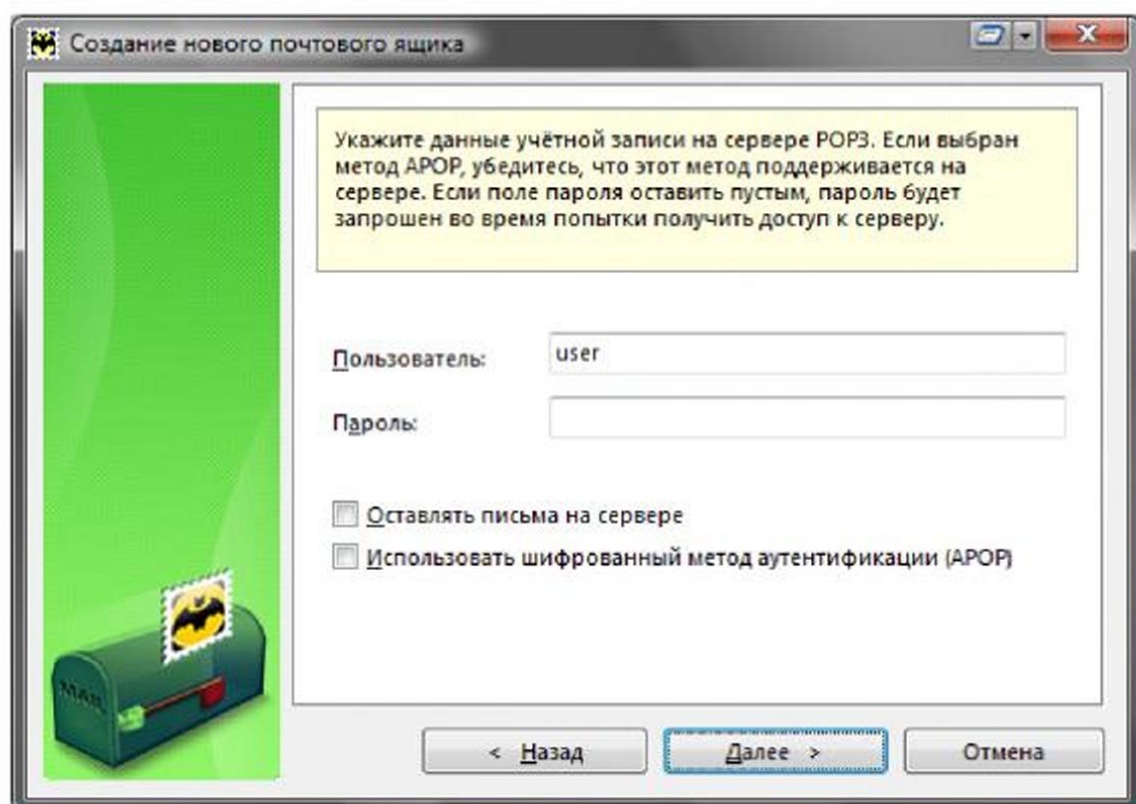 Создание нового почтового ящика
Укажите данные учётной записи на сервере POP3. Если выбран
метод APOP, убедитесь, что этот метод поддерживается на
сервере. Если поле пароля оставить пустым, пароль будет
запрошен во время попытки получить доступ к серверу.
Пользователь: user
Пароль:
Оставлять письма на сервере
Использовать шифрованный метод аутентификации (APOP)
MAIL
< Назад Далее > Отмена